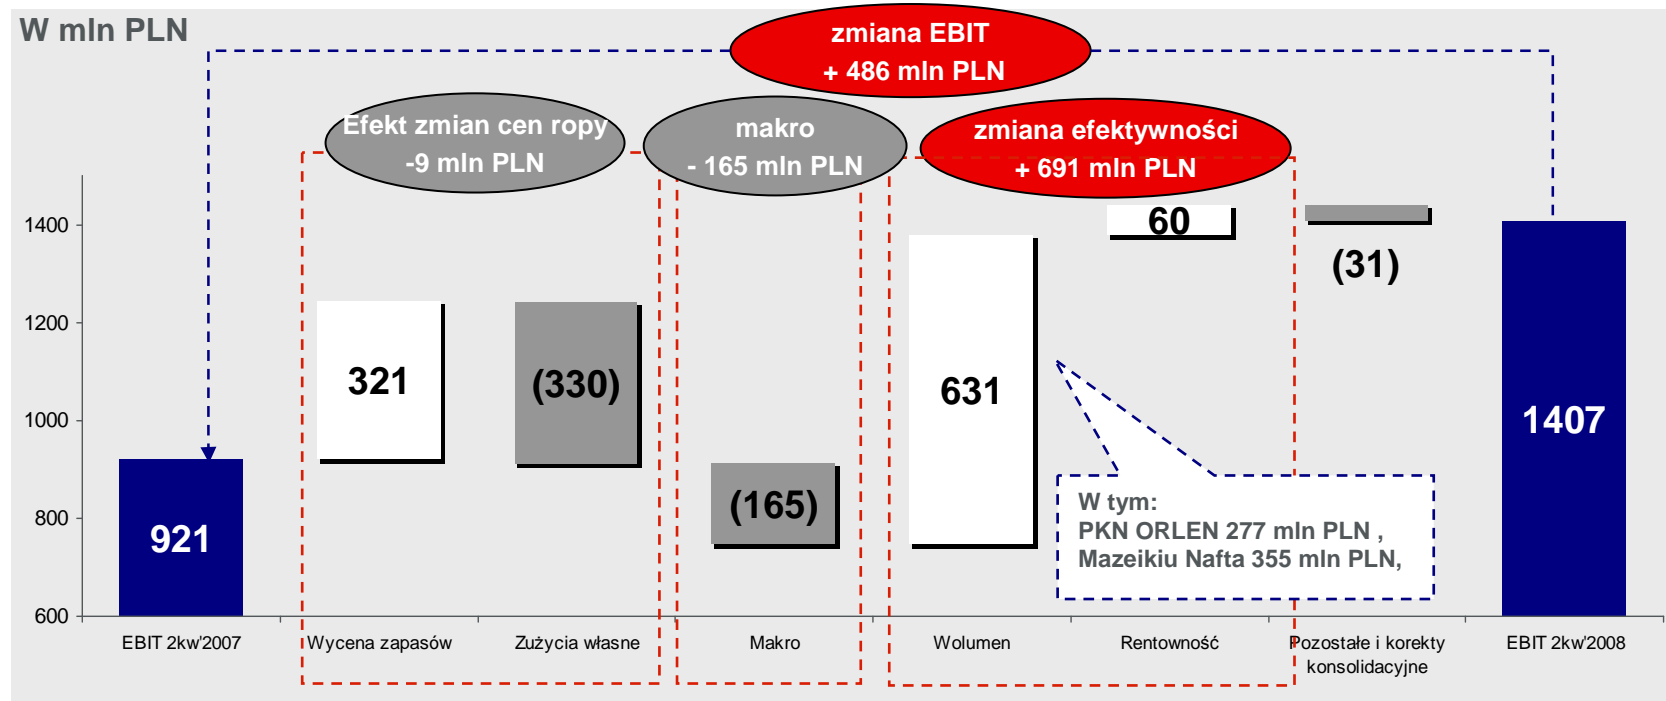 W mln PLN
zmiana EBIT
+ 486 mln PLN
Efekt zmian cen ropy
-9 mln PLN
makro
- 165 mln PLN
zmiana efektywności
+ 691 mln PLN
1400
1200
1000
800
600
921
321
(330)
(165)
631
60
(31)
1407
W tym:
PKN ORLEN 277 mln PLN ,
Mazeikiu Nafta 355 mln PLN,
EBIT 2kw'2007
Wycena zapasów
Zużycia własne
Makro
Wolumen
Rentowność
Pozostałe i korekty
konsolidacyjne
EBIT 2kw'2008